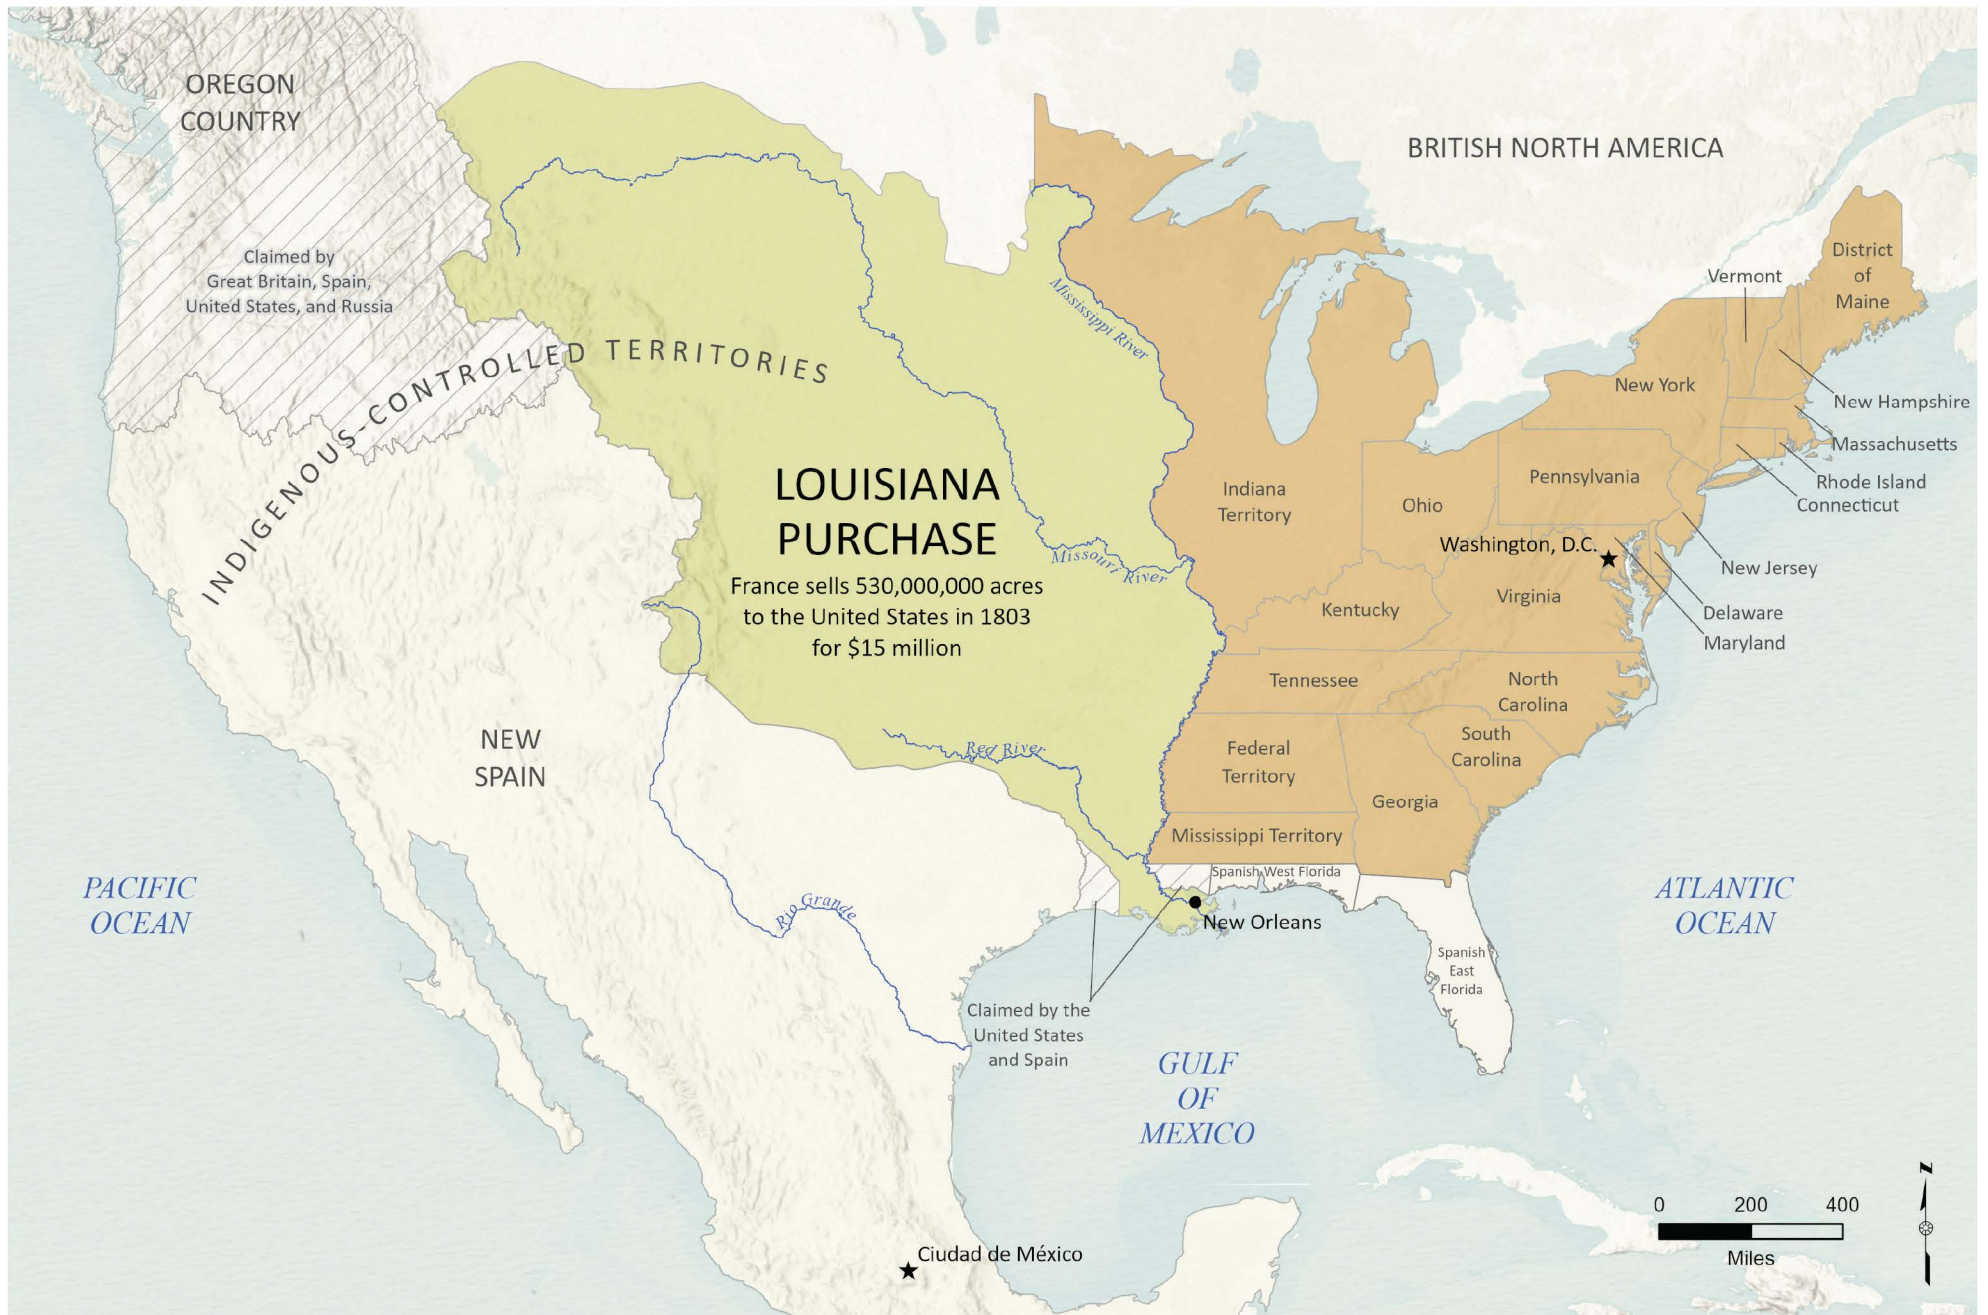 OREGON
COUNTRY
BRITISH NORTH AMERICA
Claimed by
Great Britain, Spain,
United States, and Russia
INDIGENOUS-CONTROLLED TERRITORIES
Mississippi River
District
of
Maine
Vermont
New York
New Hampshire
Massachusetts
Rhode Island
Connecticut
Pennsylvania
Indiana
Territory
Ohio
LOUISIANA
PURCHASE
France sells 530,000,000 acres
to the United States in 1803
for $15 million
Missouri River
Washington, D.C.
New Jersey
Virginia
Kentucky
Delaware
Maryland
Tennessee
North
Carolina
South
Carolina
Federal
Territory
Georgia
Red River
NEW
SPAIN
Mississippi Territory
Spanish West Florida
New Orleans
PACIFIC
OCEAN
Rio Grande
ATLANTIC
OCEAN
Spanish
East
Florida
Claimed by the
United States
and Spain
GULF
OF
MEXICO
Ciudad de México
N
0 200 400
Miles